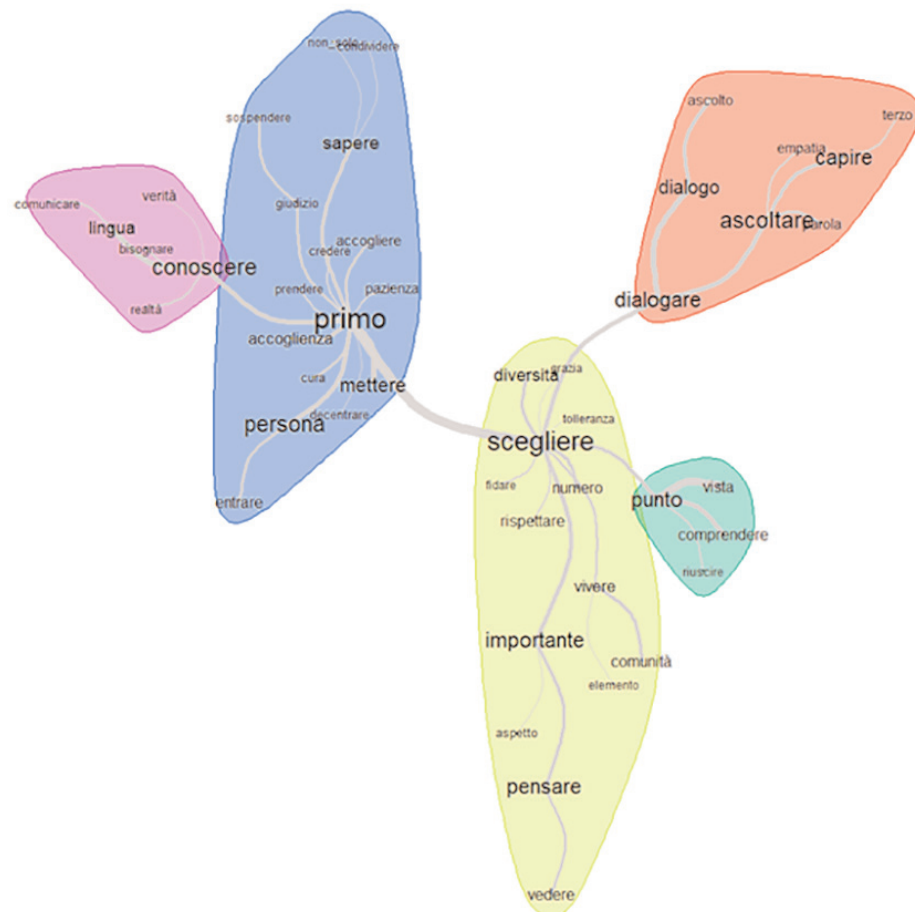 non_solo
condividere
sospendere
sapere
giudizio
credere
accogliere
prendere
pazienza
primo
accoglienza
cura
mettere
decentrare
persona
entrare
comunicare
verità
lingua
bisognare
conoscere
realtà
ascolto
terzo
empatia
capire
dialogo
ascoltare
parola
dialogare
grazia
diversità
tolleranza
scegliere
fidare
numero
rispettare
vivere
importante
comunità
elemento
aspetto
pensare
vedere
punto
vista
comprendere
riuscire